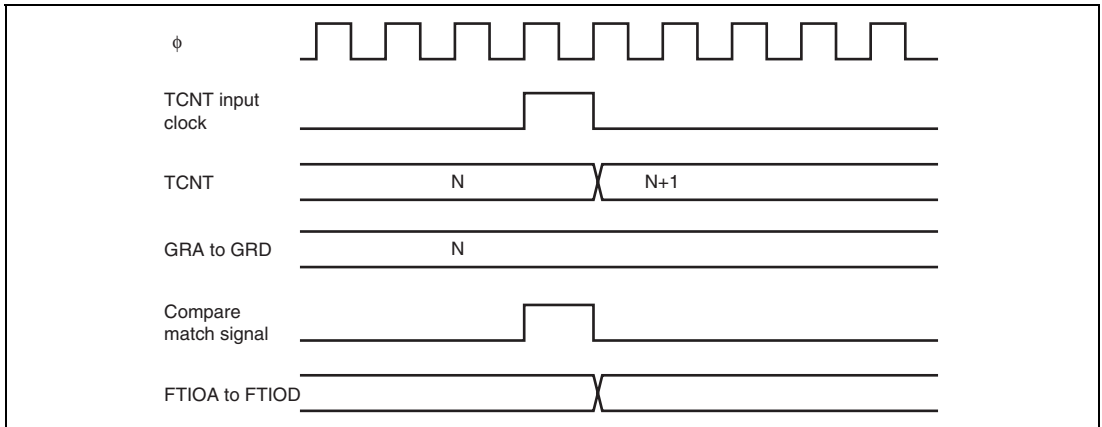 ϕ
TCNT input
clock
TCNT
N
N+1
GRA to GRD
N
Compare
match signal
FTIOA to FTIOD